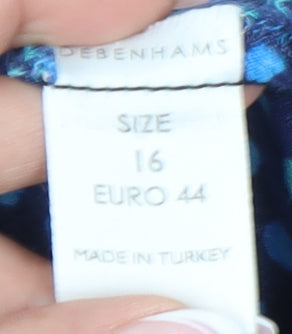 DEBENHAMS
SIZE
16
EURO 44
MADE IN TURKEY